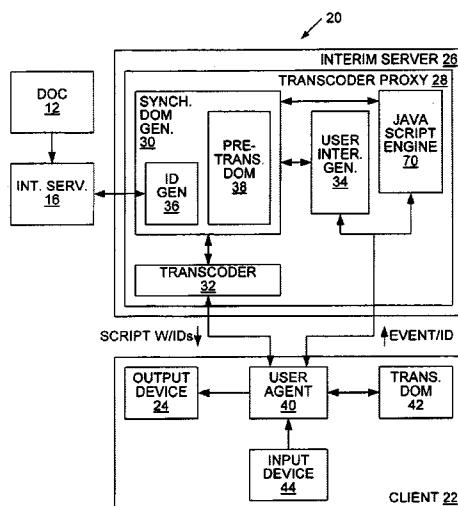 20
INTERIM SERVER 26
TRANSCODER PROXY 28
DOC
12
SYNCH.
DOM GEN.
30
PRE-
TRANS.
DOM
38
ID
GEN
36
USER
INTER.
GEN.
34
JAVA
SCRIPT
ENGINE
70
INT. SERV.
16
TRANSCODER
32
SCRIPT W/IDs
EVENT/ID
OUTPUT
DEVICE
24
USER
AGENT
40
TRANS.
DOM
42
INPUT
DEVICE
44
CLIENT 22